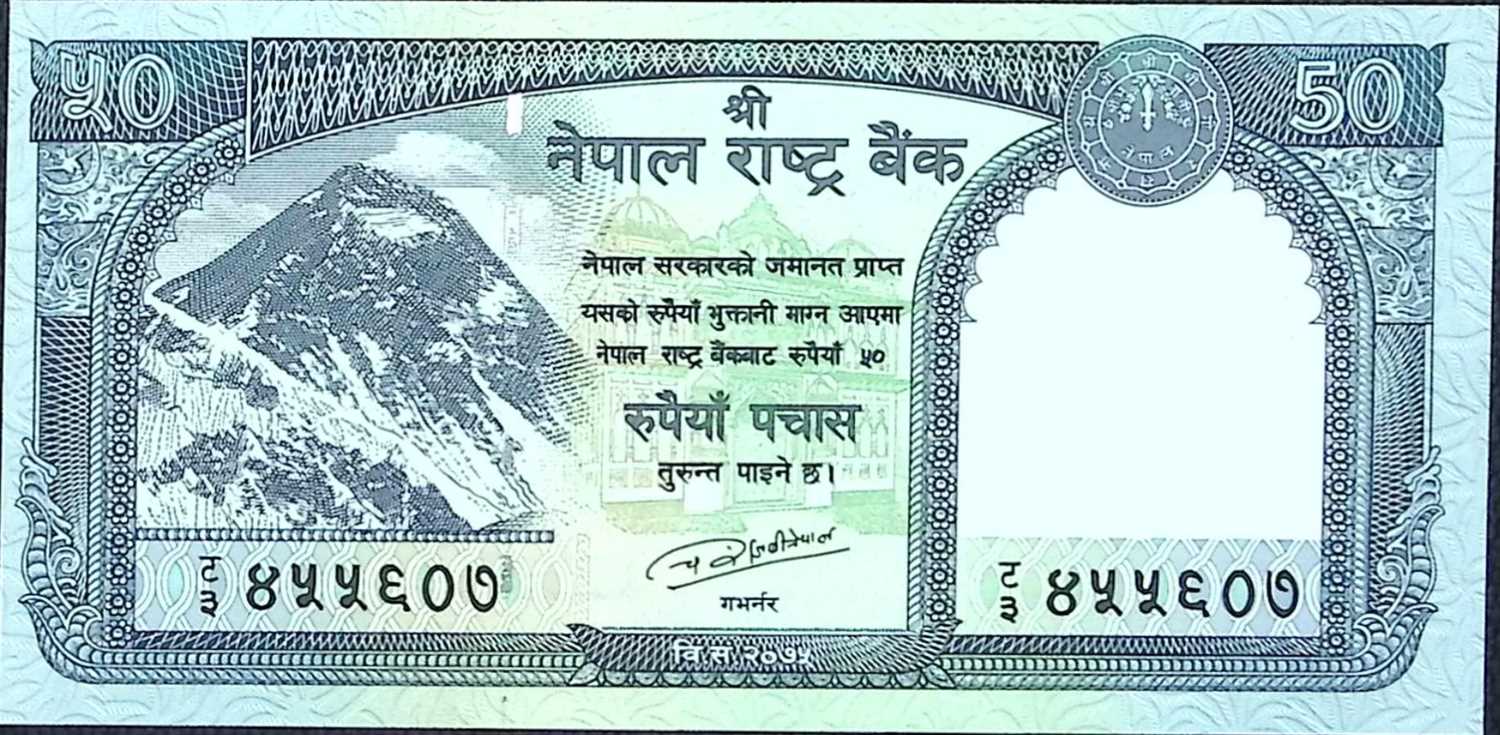 ५०
50
श्री
नेपाल राष्ट्र बैंक
नेपाल
नेपाल सरकारको जमानत प्राप्त
यसको रुपैयाँ भुक्तानी माग्न आएमा
नेपाल राष्ट्र बैंकबाट रुपैयाँ ५०
रुपैयाँ पचास
तुरुन्त पाइने छ।
गभर्नर
ट
३ ४५५६०७
ट
३ ४५५६०७
वि.सं.२०७५